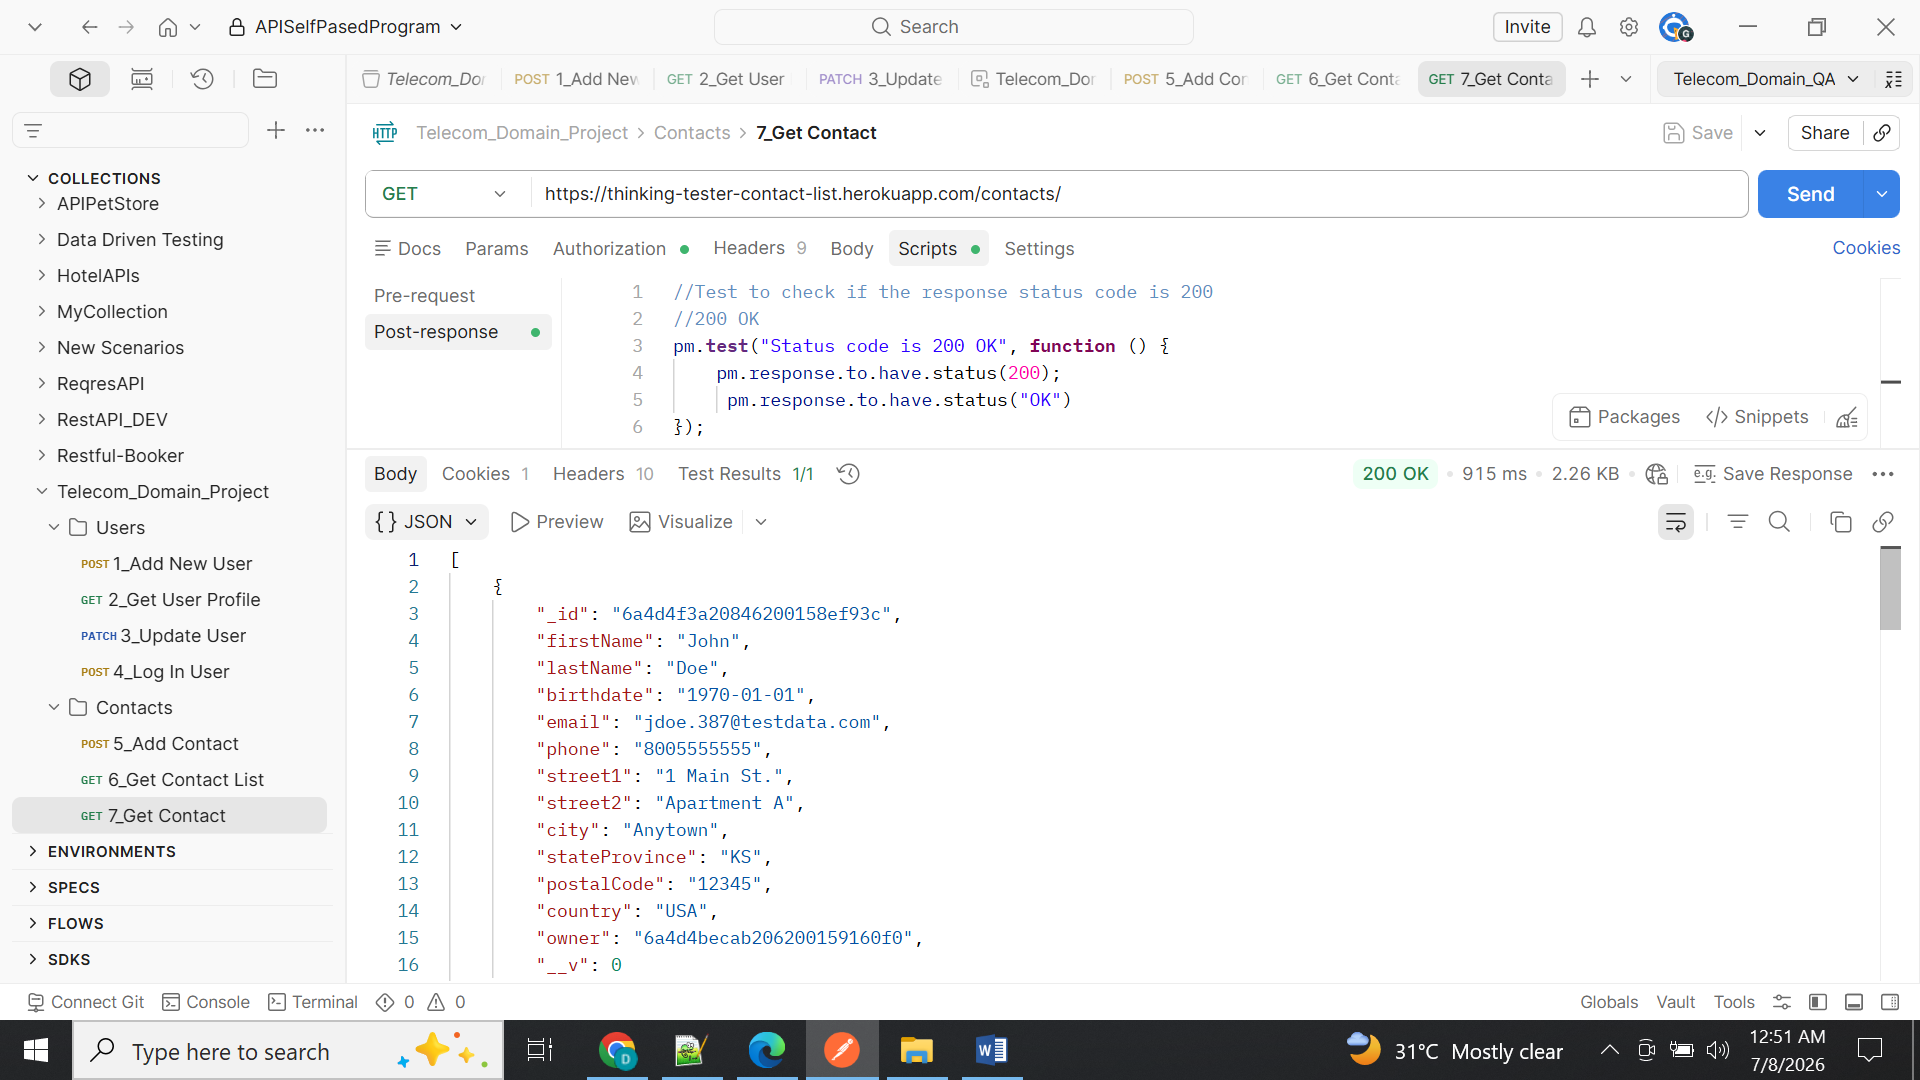 APISelfPasedProgram
Search
Invite
Telecom_Dor
POST 1_Add New
GET 2_Get User
PATCH 3_Update
Telecom_Dor
POST 5_Add Cor
GET 6_Get Conta
GET 7_Get Conta
Telecom_Domain_QA
HTTP Telecom_Domain_Project > Contacts > 7_Get Contact
Save
Share
GET
https://thinking-tester-contact-list.herokuapp.com/contacts/
Send
Docs
Params
Authorization
Headers 9
Body
Scripts
Settings
Cookies
COLLECTIONS
APIPetStore
Data Driven Testing
HotelAPIs
MyCollection
New Scenarios
ReqresAPI
RestAPI_DEV
Restful-Booker
Telecom_Domain_Project
Users
POST 1_Add New User
GET 2_Get User Profile
PATCH 3_Update User
POST 4_Log In User
Contacts
POST 5_Add Contact
GET 6_Get Contact List
GET 7_Get Contact
ENVIRONMENTS
SPECS
FLOWS
SDKS
Pre-request
Post-response
1 //Test to check if the response status code is 200
2 //200 OK
3 pm.test("Status code is 200 OK", function () {
4 pm.response.to.have.status(200);
5 pm.response.to.have.status("OK")
6 });
Packages
</> Snippets
Body
Cookies 1
Headers 10
Test Results 1/1
200 OK • 915 ms • 2.26 KB
e.g. Save Response
{} JSON
Preview
Visualize
1 [
2 {
3 "_id": "6a4d4f3a20846200158ef93c",
4 "firstName": "John",
5 "lastName": "Doe",
6 "birthdate": "1970-01-01",
7 "email": "jdoe.387@testdata.com",
8 "phone": "8005555555",
9 "street1": "1 Main St.",
10 "street2": "Apartment A",
11 "city": "Anytown",
12 "stateProvince": "KS",
13 "postalCode": "12345",
14 "country": "USA",
15 "owner": "6a4d4becab206200159160f0",
16 "__v": 0
Connect Git
Console
Terminal
0
0
Globals
Vault
Tools
Type here to search
31°C Mostly clear
12:51 AM
7/8/2026